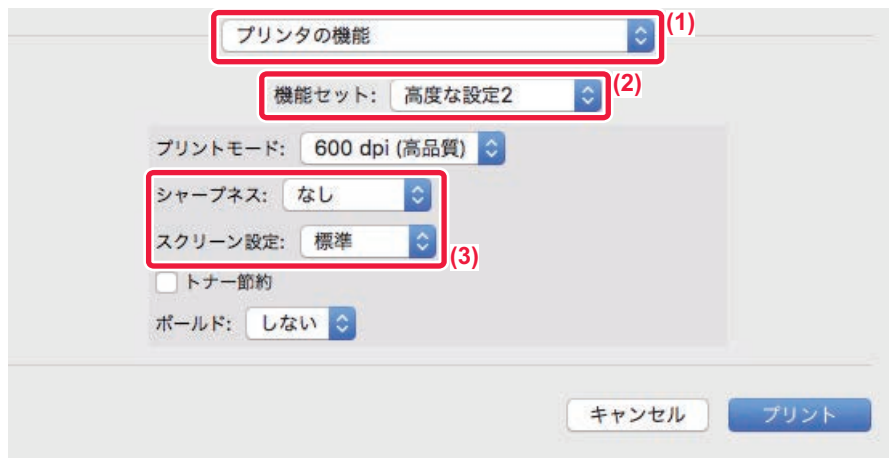 プリンタの機能 (1)
機能セット: 高度な設定2 (2)
プリントモード: 600 dpi (高品質)
シャープネス: なし
スクリーン設定: 標準 (3)
トナー節約
ボールド: しない
キャンセル プリント